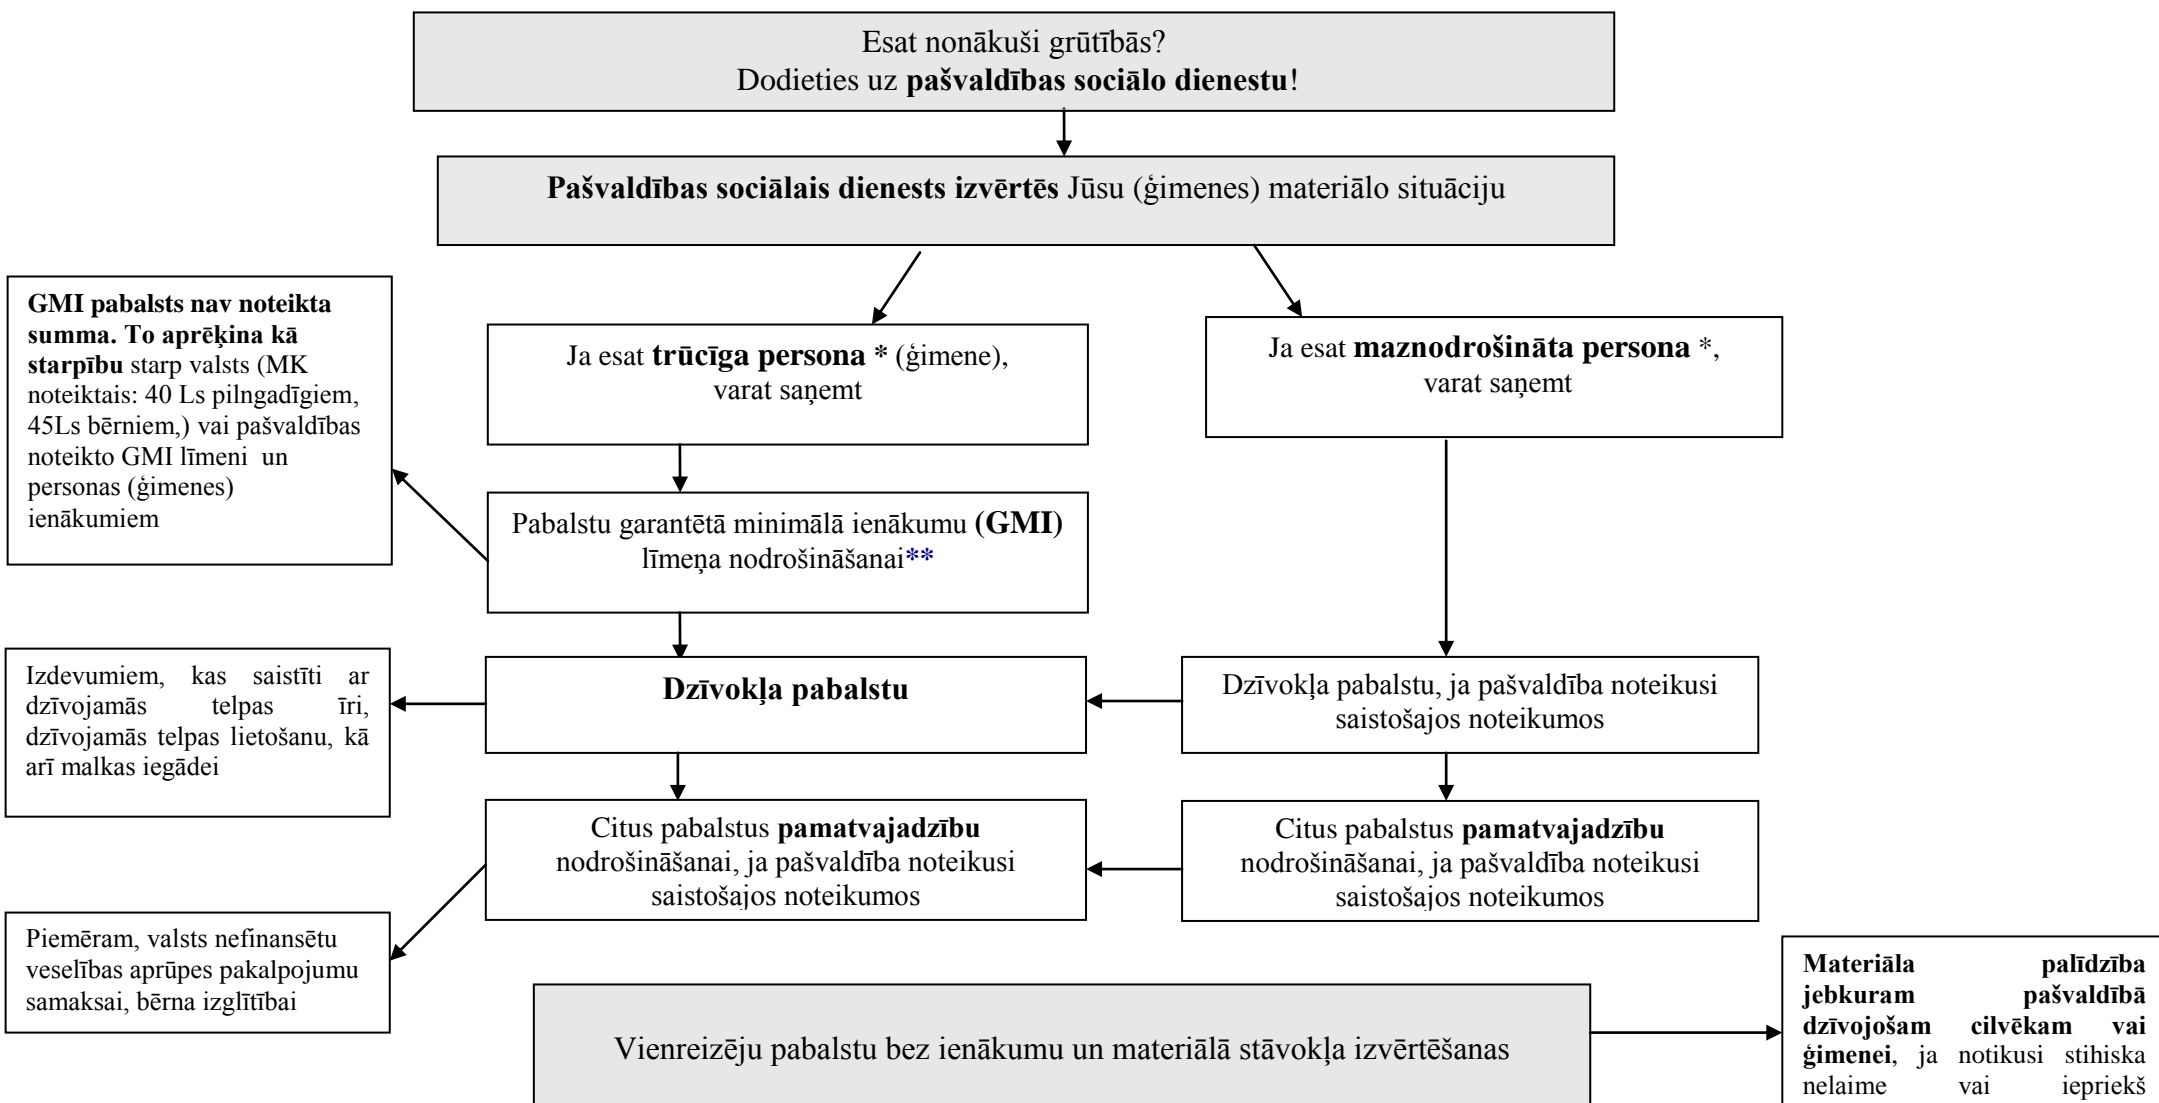 Esat nonākuši grūtībās?
Dodieties uz pašvaldības sociālo dienestu!
Pašvaldības sociālais dienests izvērtēs Jūsu (ģimenes) materiālo situāciju
GMI pabalsts nav noteikta
summa. To aprēķina kā
starpību starp valsts (MK
noteiktais: 40 Ls pilngadīgiem,
45Ls bērniem,) vai pašvaldības
noteikto GMI līmeni un
personas (ģimenes)
ienākumiem
Ja esat trūcīga persona * (ģimene),
varat saņemt
Ja esat maznodrošināta persona *,
varat saņemt
Pabalstu garantētā minimālā ienākumu (GMI)
līmeņa nodrošināšanai**
Izdevumiem, kas saistīti ar
dzīvojamās telpas īri,
dzīvojamās telpas lietošanu, kā
arī malkas iegādei
Dzīvokļa pabalstu
Dzīvokļa pabalstu, ja pašvaldība noteikusi
saistošajos noteikumos
Citus pabalstus pamatvajadzību
nodrošināšanai, ja pašvaldība noteikusi
saistošajos noteikumos
Citus pabalstus pamatvajadzību
nodrošināšanai, ja pašvaldība noteikusi
saistošajos noteikumos
Piemēram, valsts nefinansētu
veselības aprūpes pakalpojumu
samaksai, bērna izglītībai
Vienreizēju pabalstu bez ienākumu un materiālā stāvokļa izvērtēšanas
Materiāla palīdzība
jebkuram pašvaldībā
dzīvojošam cilvēkam vai
ģimenei, ja notikusi stihiska
nelaime vai iepriekš